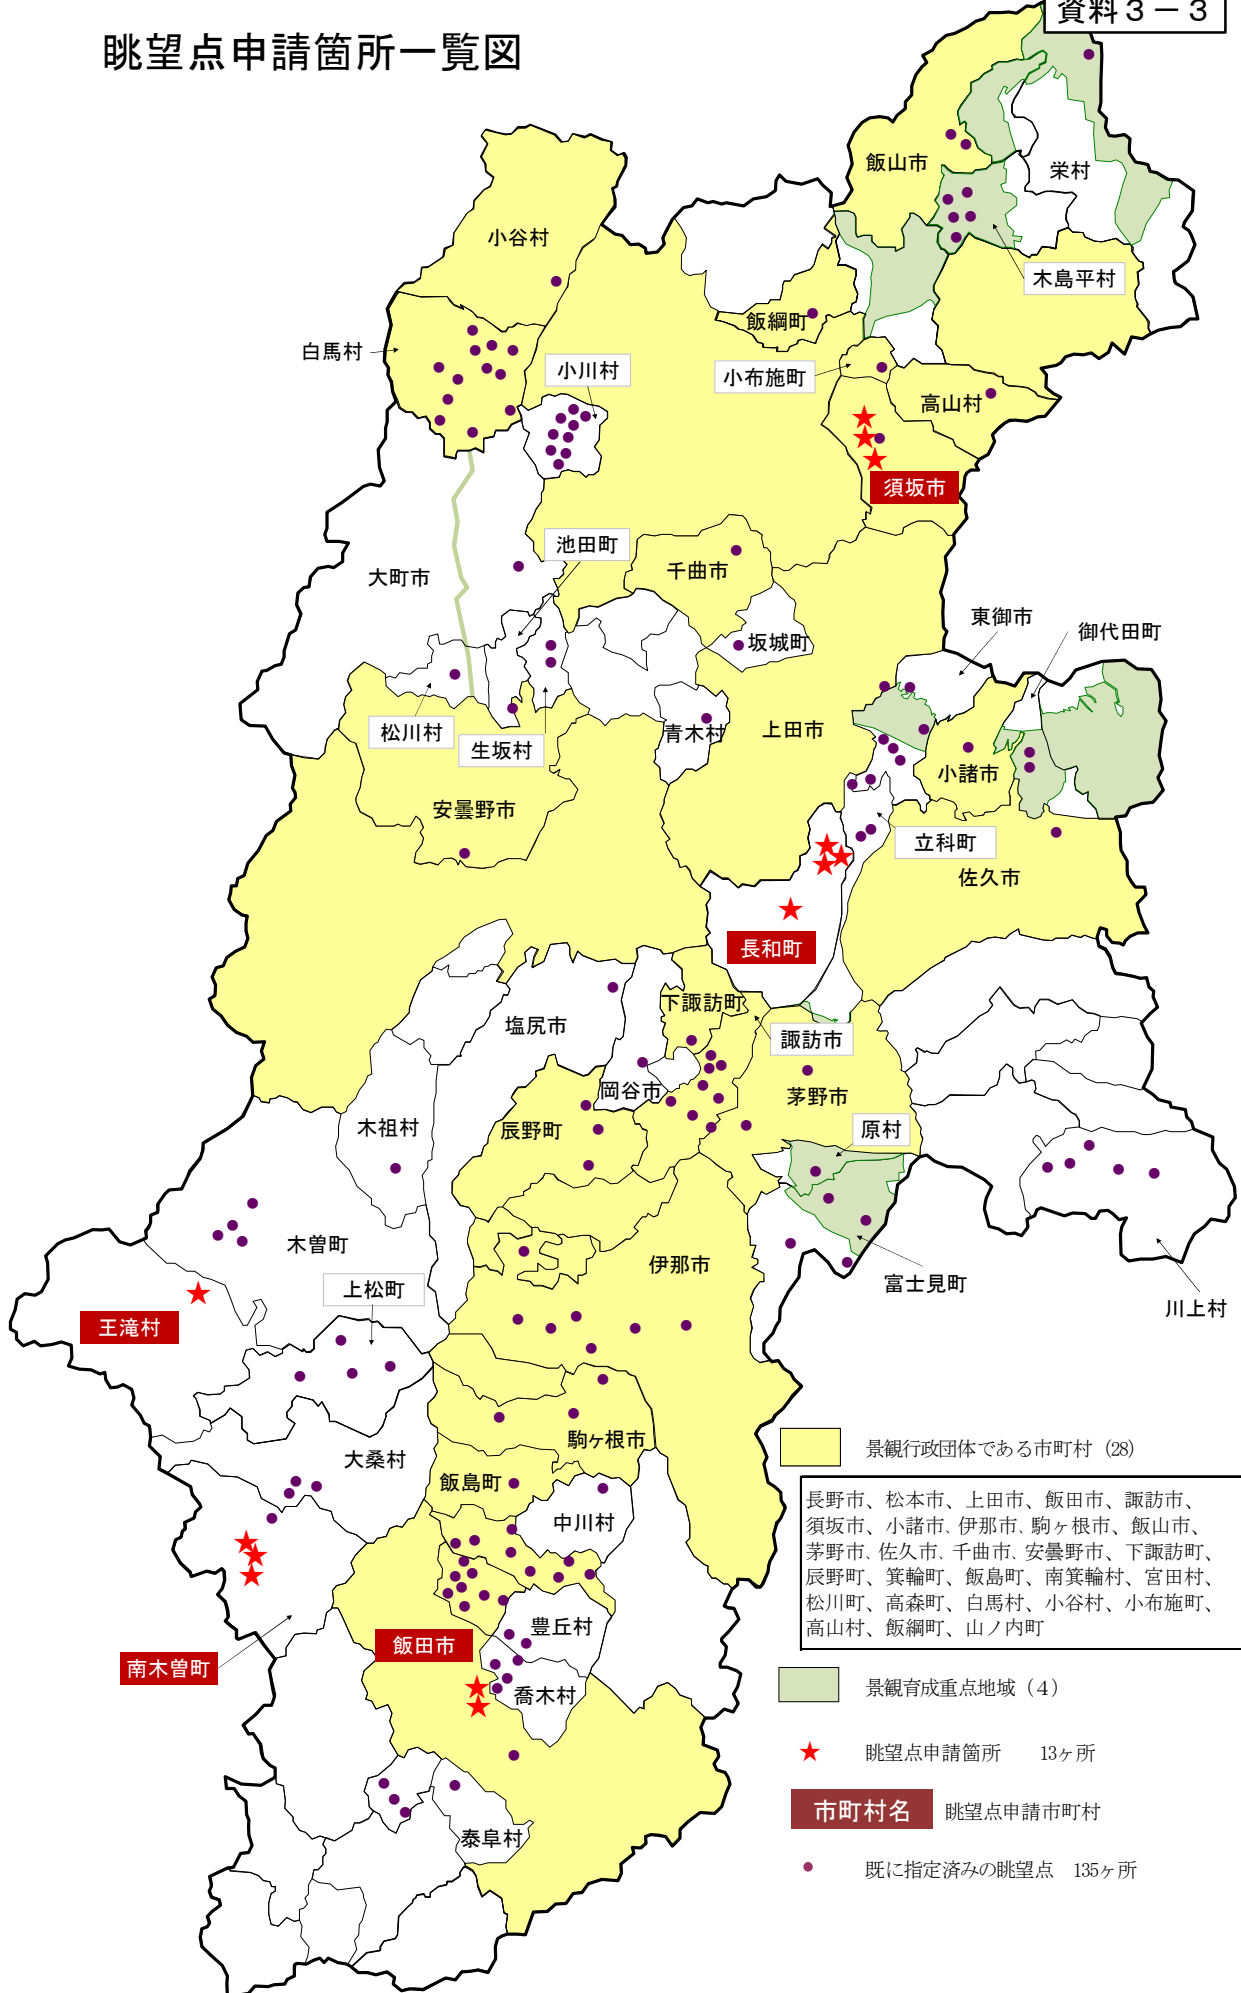 資料３－３
眺望点申請箇所一覧図
飯山市
栄村
小谷村
木島平村
飯綱町
白馬村
小川村
小布施町
高山村
須坂市
池田町
千曲市
大町市
東御市
御代田町
坂城町
松川村
生坂村
青木村
上田市
小諸市
安曇野市
立科町
佐久市
長和町
下諏訪町
塩尻市
諏訪市
岡谷市
茅野市
木祖村
辰野町
原村
木曽町
伊那市
上松町
富士見町
王滝村
川上村
駒ヶ根市
大桑村
飯島町
中川村
豊丘村
飯田市
南木曽町
喬木村
泰阜村
景観行政団体である市町村 (28)
長野市、松本市、上田市、飯田市、諏訪市、
須坂市、小諸市、伊那市、駒ヶ根市、飯山市、
茅野市、佐久市、千曲市、安曇野市、下諏訪町、
辰野町、箕輪町、飯島町、南箕輪村、宮田村、
松川町、高森町、白馬村、小谷村、小布施町、
高山村、飯綱町、山ノ内町
景観育成重点地域（４）
眺望点申請箇所　　13ヶ所
市町村名 眺望点申請市町村
既に指定済みの眺望点　135ヶ所